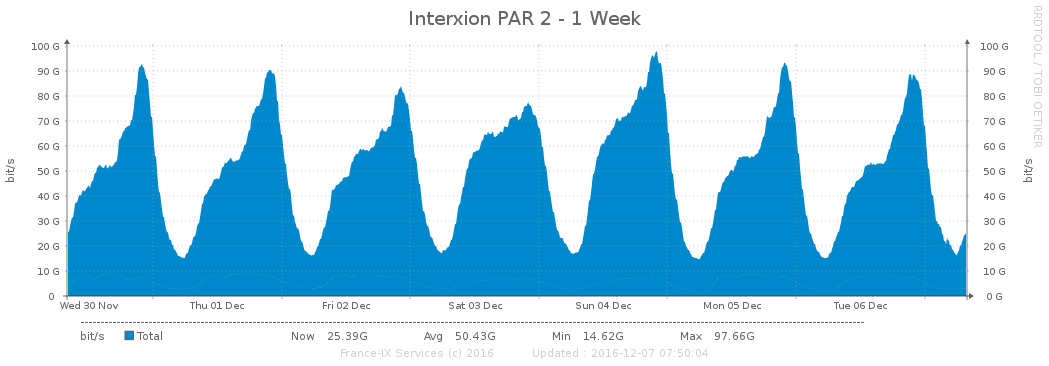 Interxion PAR 2 - 1 Week
RRDTOOL / TOBI OETIKER
bit/s
100 G
90 G
80 G
70 G
60 G
50 G
40 G
30 G
20 G
10 G
0
100 G
90 G
80 G
70 G
60 G
50 G
40 G
30 G
20 G
10 G
0 G
bit/s
Wed 30 Nov Thu 01 Dec Fri 02 Dec Sat 03 Dec Sun 04 Dec Mon 05 Dec Tue 06 Dec
bit/s Total Now 25.39G Avg 50.43G Min 14.62G Max 97.66G
France-IX Services (c) 2016 Updated : 2016-12-07 07:50:04